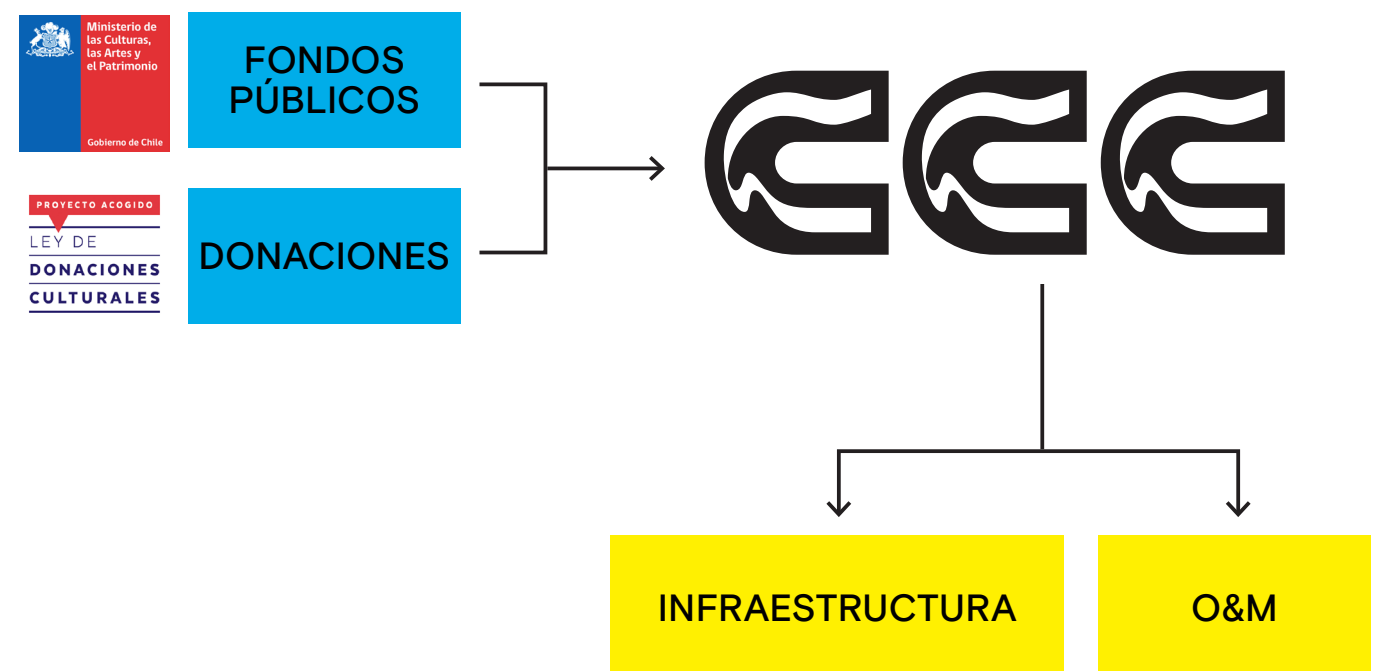 Ministerio de
las Culturas,
las Artes y
el Patrimonio
Gobierno de Chile
FONDOS
PÚBLICOS
PROYECTO ACOGIDO
LEY DE
DONACIONES
CULTURALES
DONACIONES
CCC
INFRAESTRUCTURA
O&M